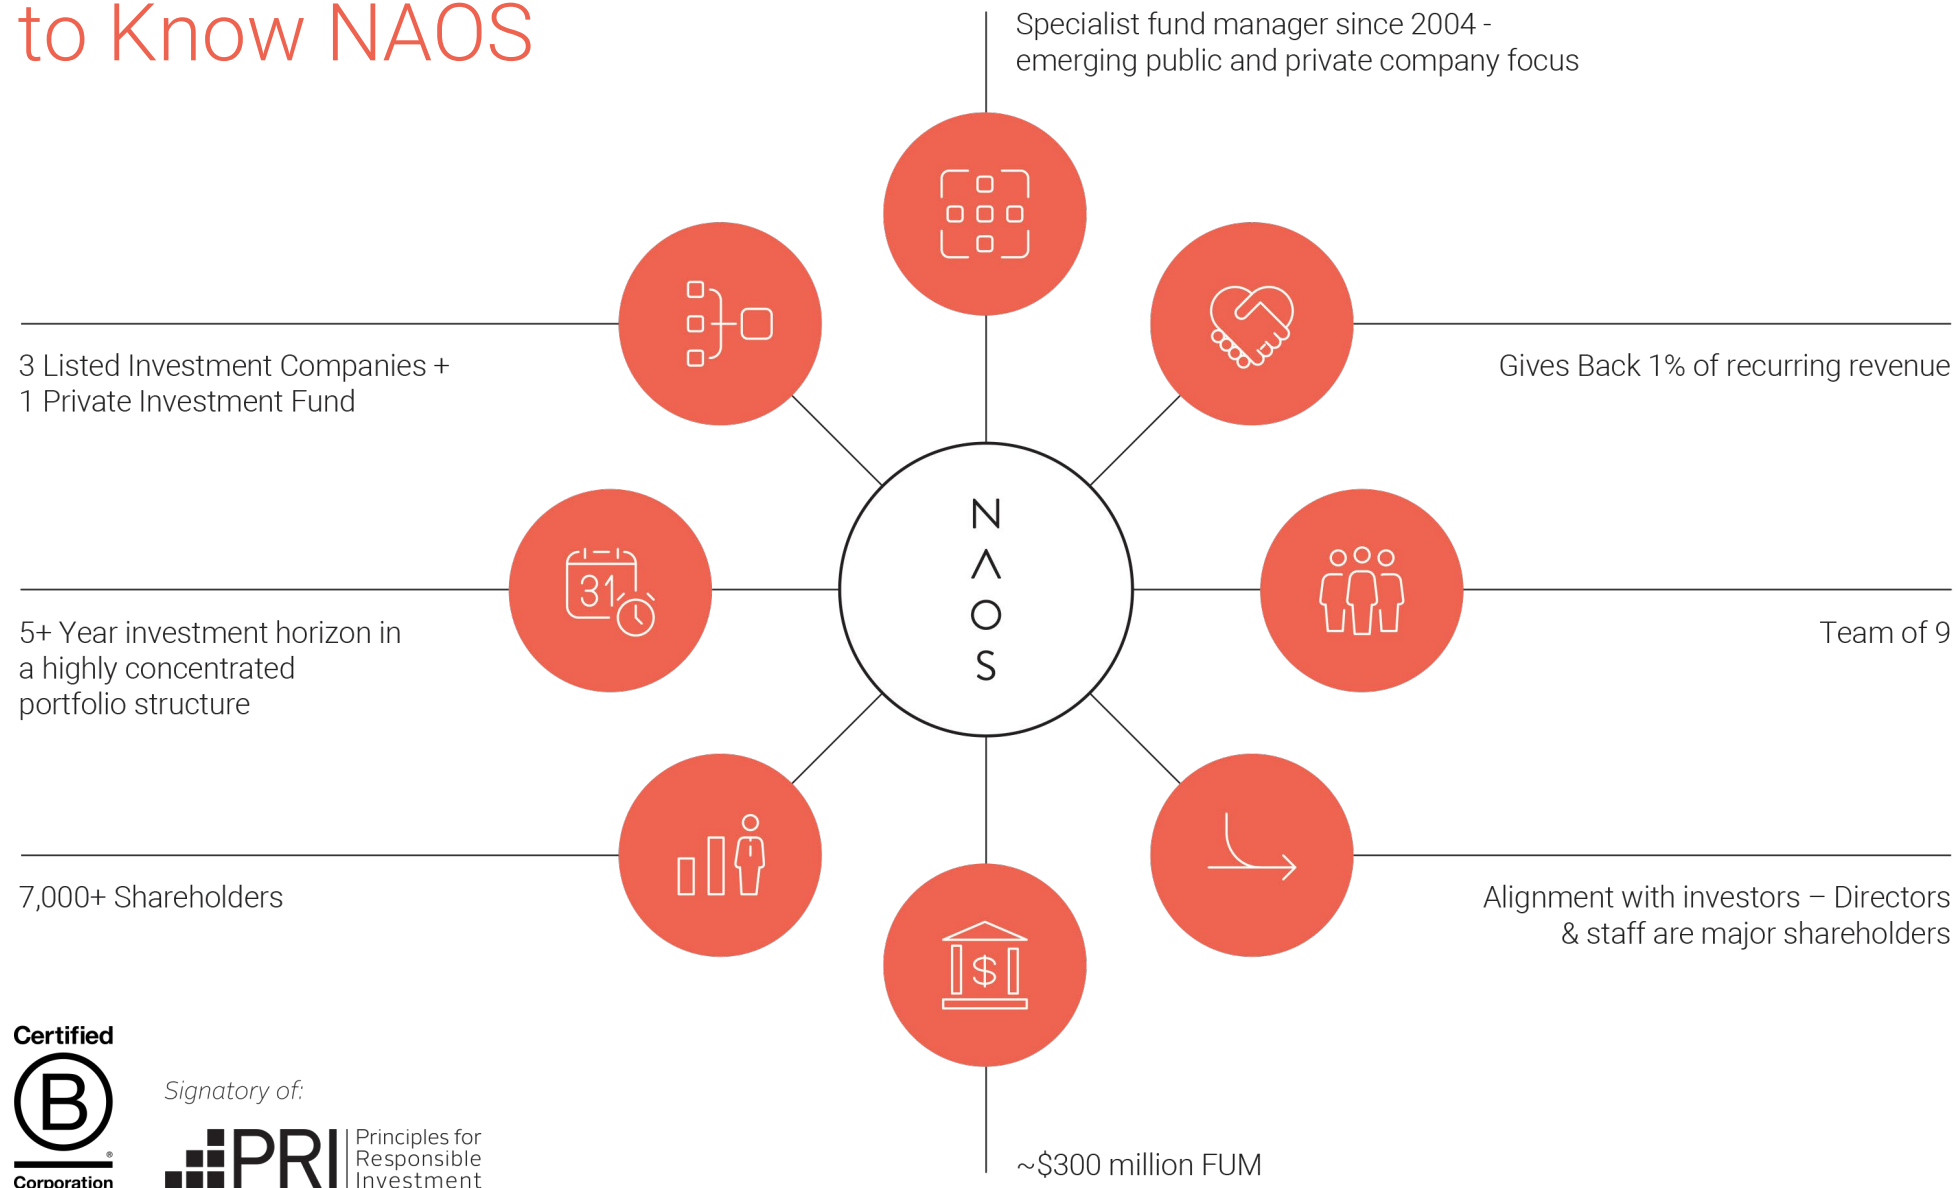 to Know NAOS
Specialist fund manager since 2004 -
emerging public and private company focus
3 Listed Investment Companies +
1 Private Investment Fund
Gives Back 1% of recurring revenue
5+ Year investment horizon in
a highly concentrated
portfolio structure
N
Λ
O
S
31
Team of 9
7,000+ Shareholders
$
Alignment with investors – Directors
& staff are major shareholders
~$300 million FUM
Certified
B
®
Corporation
Signatory of:
PRI
Principles for
Responsible
Investment